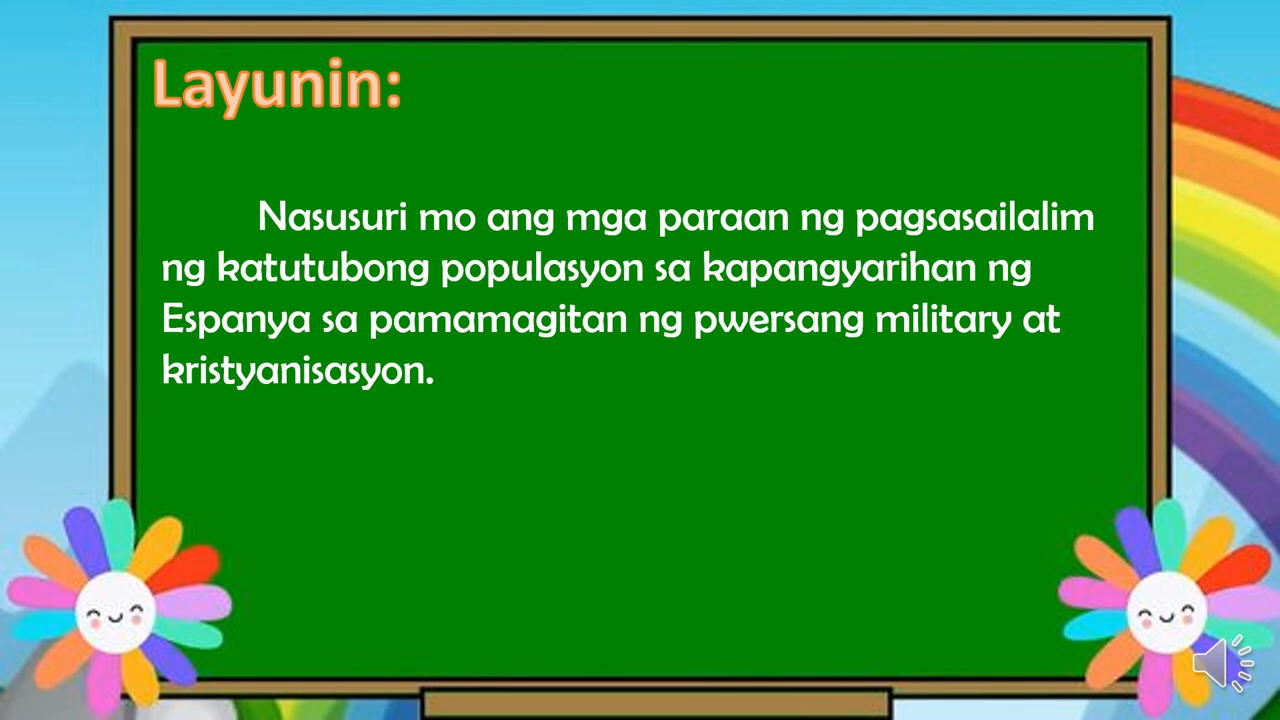 Layunin:
Nasusuri mo ang mga paraan ng pagsasailalim
ng katutubong populasyon sa kapangyarihan ng
Espanya sa pamamagitan ng pwersang military at
kristyanisasyon.